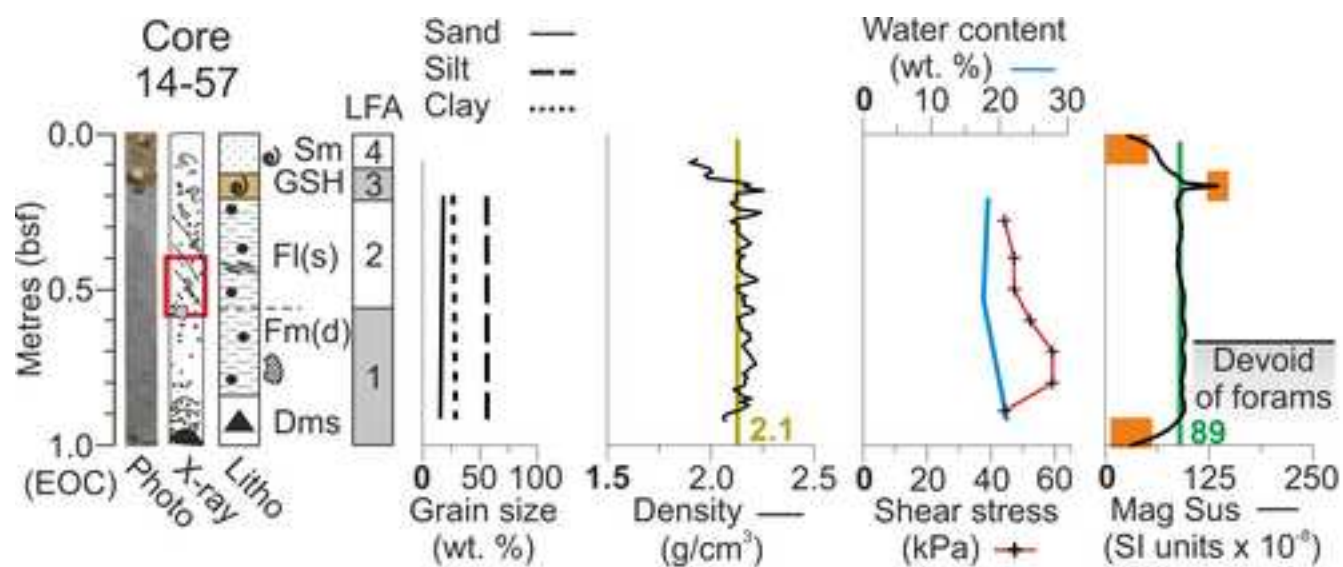 Core
14-57
Sand
Silt
Clay
LFA
Water content
(wt. %)
0 10 20 30
0.0
0.5
1.0
Metres (bsf)
(EOC)
Sm
GSH
Fl(s)
Fm(d)
Dms
4
3
2
1
Photo
X-ray
Litho
0 50 100
Grain size
(wt. %)
2.1
1.5 2.0 2.5
Density
(g/cm³)
0 20 40 60
Shear stress
(kPa)
Devoid
of forams
89
0 125 250
Mag Sus
(SI units x 10⁻⁸)